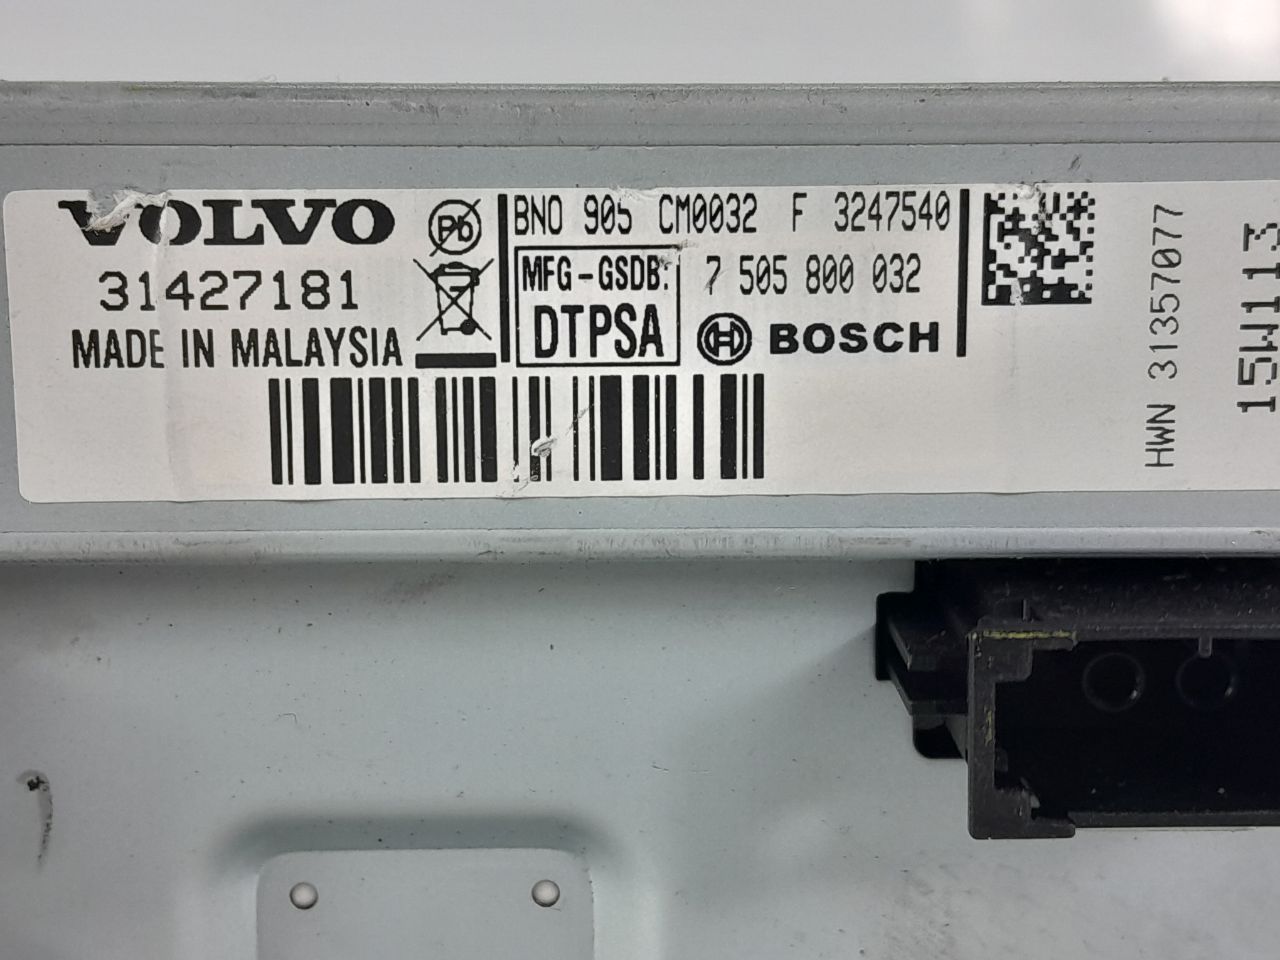 VOLVO
31427181
MADE IN MALAYSIA
Pb
BNO 905 CM0032 F 3247540
MFG-GSDB:
DTPSA
7 505 800 032
BOSCH
HWN 31357077
15W113